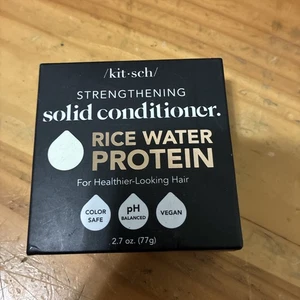 /kit·sch/
STRENGTHENING
solid conditioner.
RICE WATER
PROTEIN
For Healthier-Looking Hair
COLOR
SAFE
pH
BALANCED
VEGAN
2.7 oz. (77g)